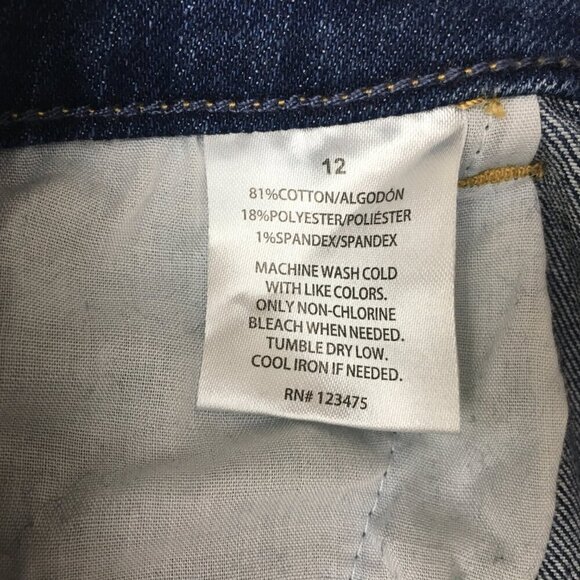 12
81%COTTON/ALGODÓN
18%POLYESTER/POLIÉSTER
1%SPANDEX/SPANDEX
MACHINE WASH COLD
WITH LIKE COLORS.
ONLY NON-CHLORINE
BLEACH WHEN NEEDED.
TUMBLE DRY LOW.
COOL IRON IF NEEDED.
RN# 123475